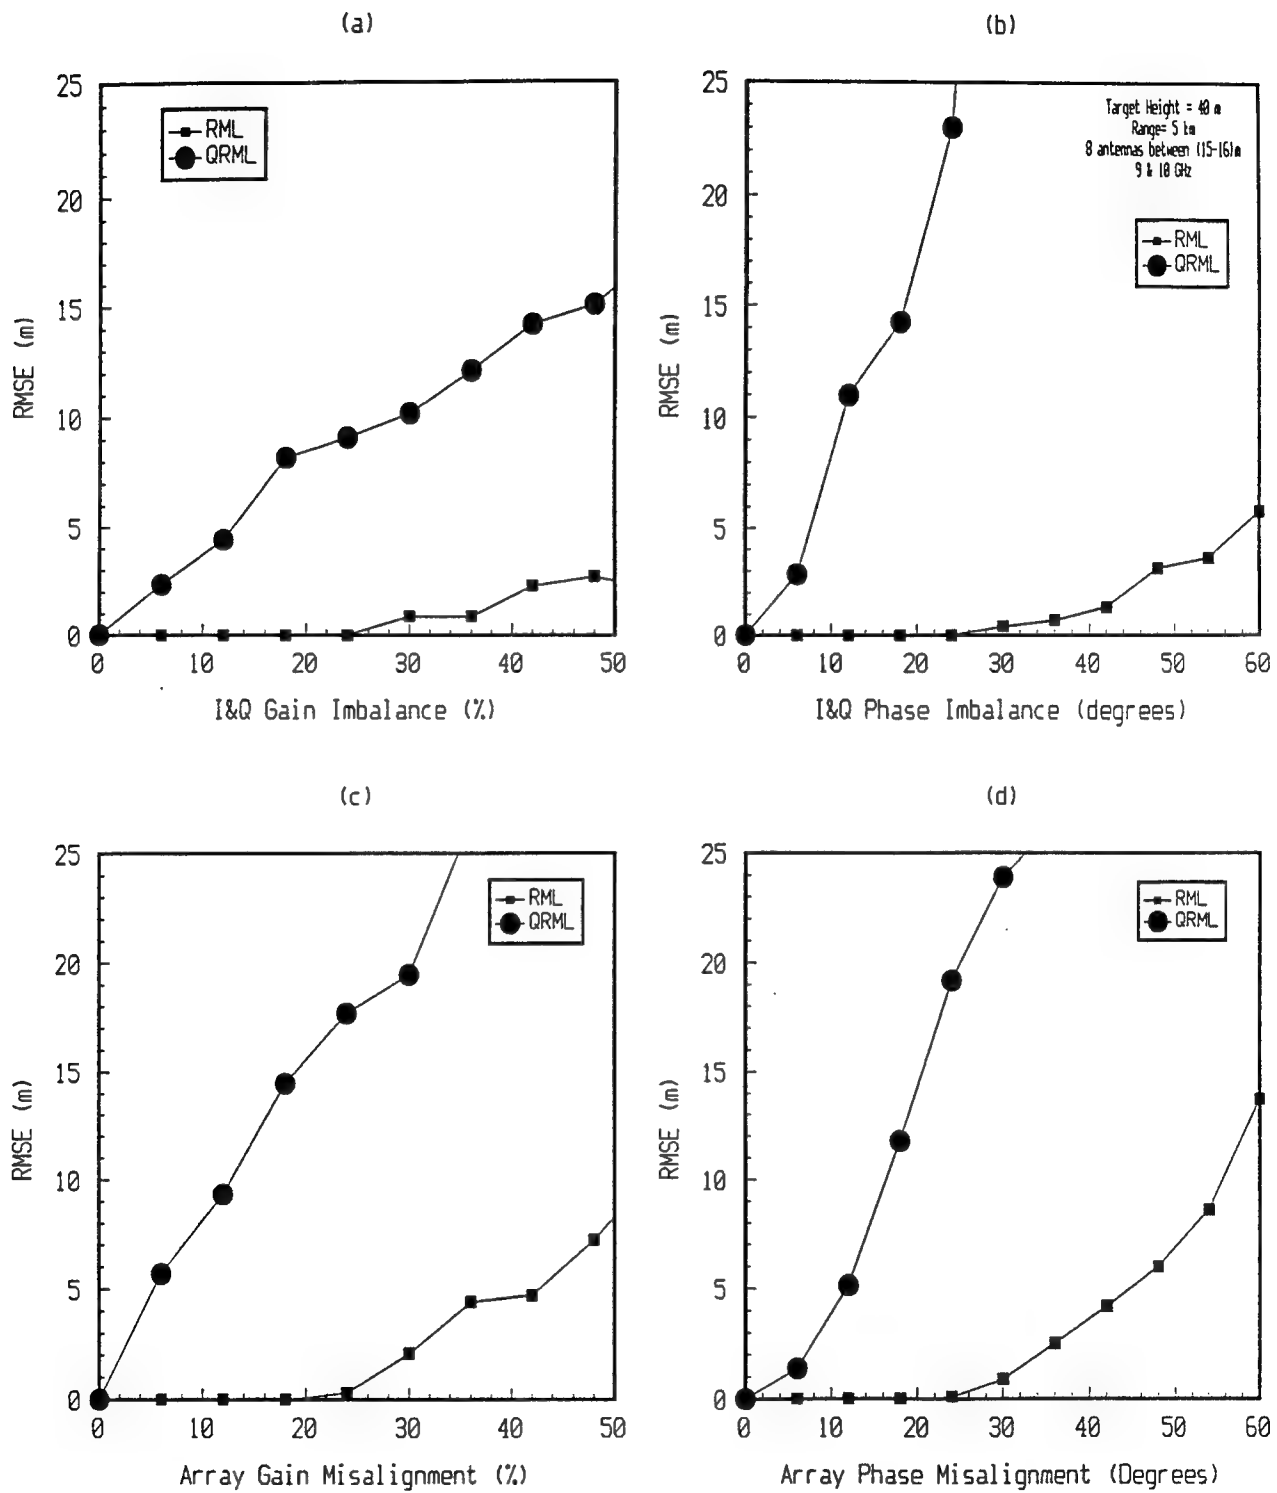 (a)
25
20
15
10
5
0
RMSE (m)
RML
QRML
0 10 20 30 40 50
I&Q Gain Imbalance (%)
(b)
25
20
15
10
5
0
RMSE (m)
Target Height = 40 m
Range= 5 km
8 antennas between (15-16)m
9 & 10 GHz
RML
QRML
0 10 20 30 40 50 60
I&Q Phase Imbalance (degrees)
(c)
25
20
15
10
5
0
RMSE (m)
RML
QRML
0 10 20 30 40 50
Array Gain Misalignment (%)
(d)
25
20
15
10
5
0
RMSE (m)
RML
QRML
0 10 20 30 40 50 60
Array Phase Misalignment (Degrees)